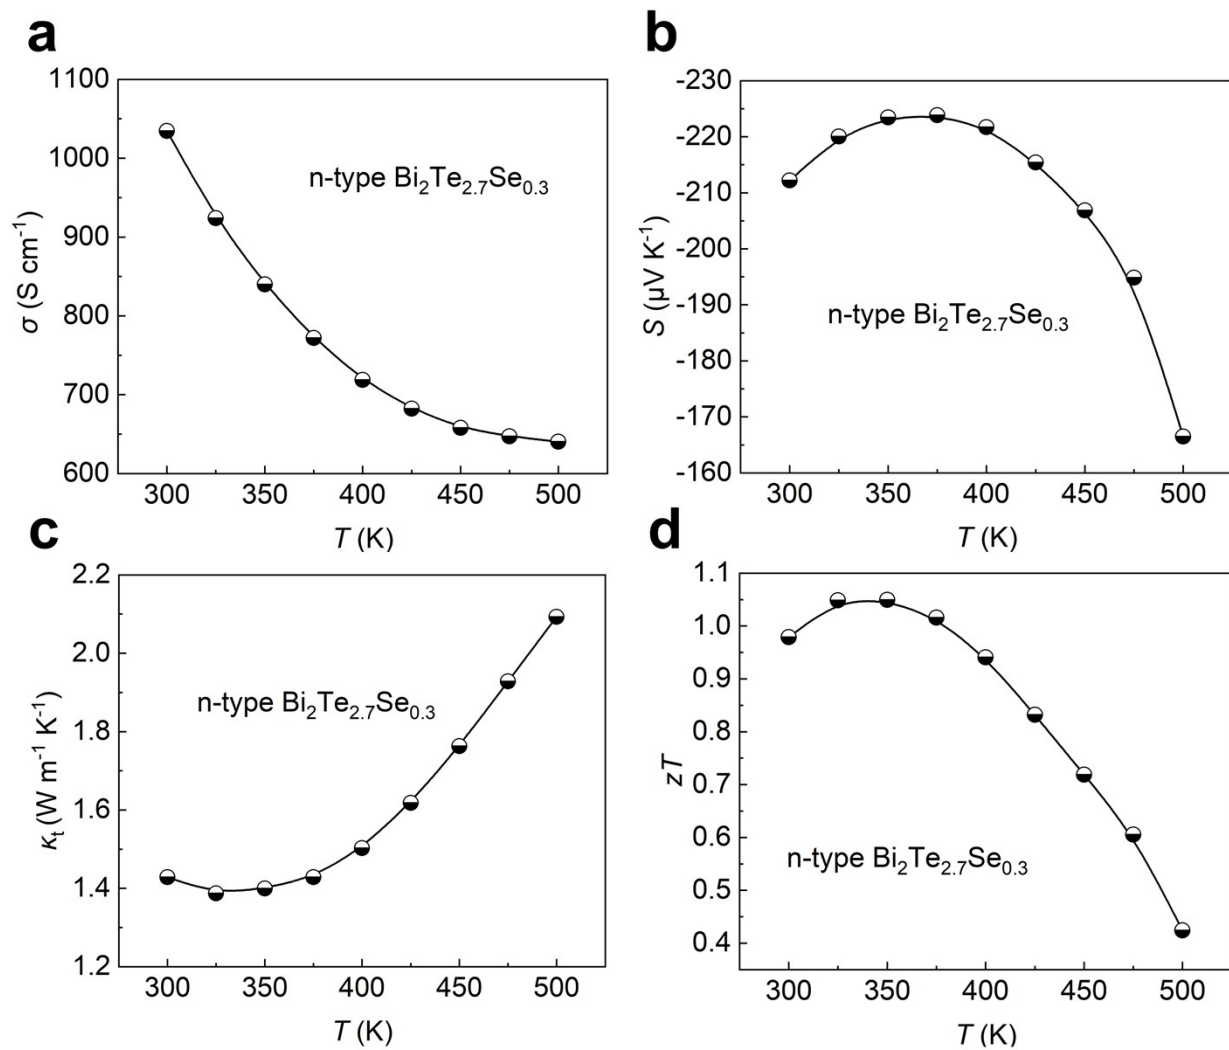 a
1100
1000
900
800
700
600
σ (S cm⁻¹)
n-type Bi₂Te₂.₇Se₀.₃
300 350 400 450 500
T (K)
b
-230
-220
-210
-200
-190
-180
-170
-160
S (μV K⁻¹)
n-type Bi₂Te₂.₇Se₀.₃
300 350 400 450 500
T (K)
c
2.2
2.0
1.8
1.6
1.4
1.2
κₜ (W m⁻¹ K⁻¹)
n-type Bi₂Te₂.₇Se₀.₃
300 350 400 450 500
T (K)
d
1.1
1.0
0.9
0.8
0.7
0.6
0.5
0.4
zT
n-type Bi₂Te₂.₇Se₀.₃
300 350 400 450 500
T (K)